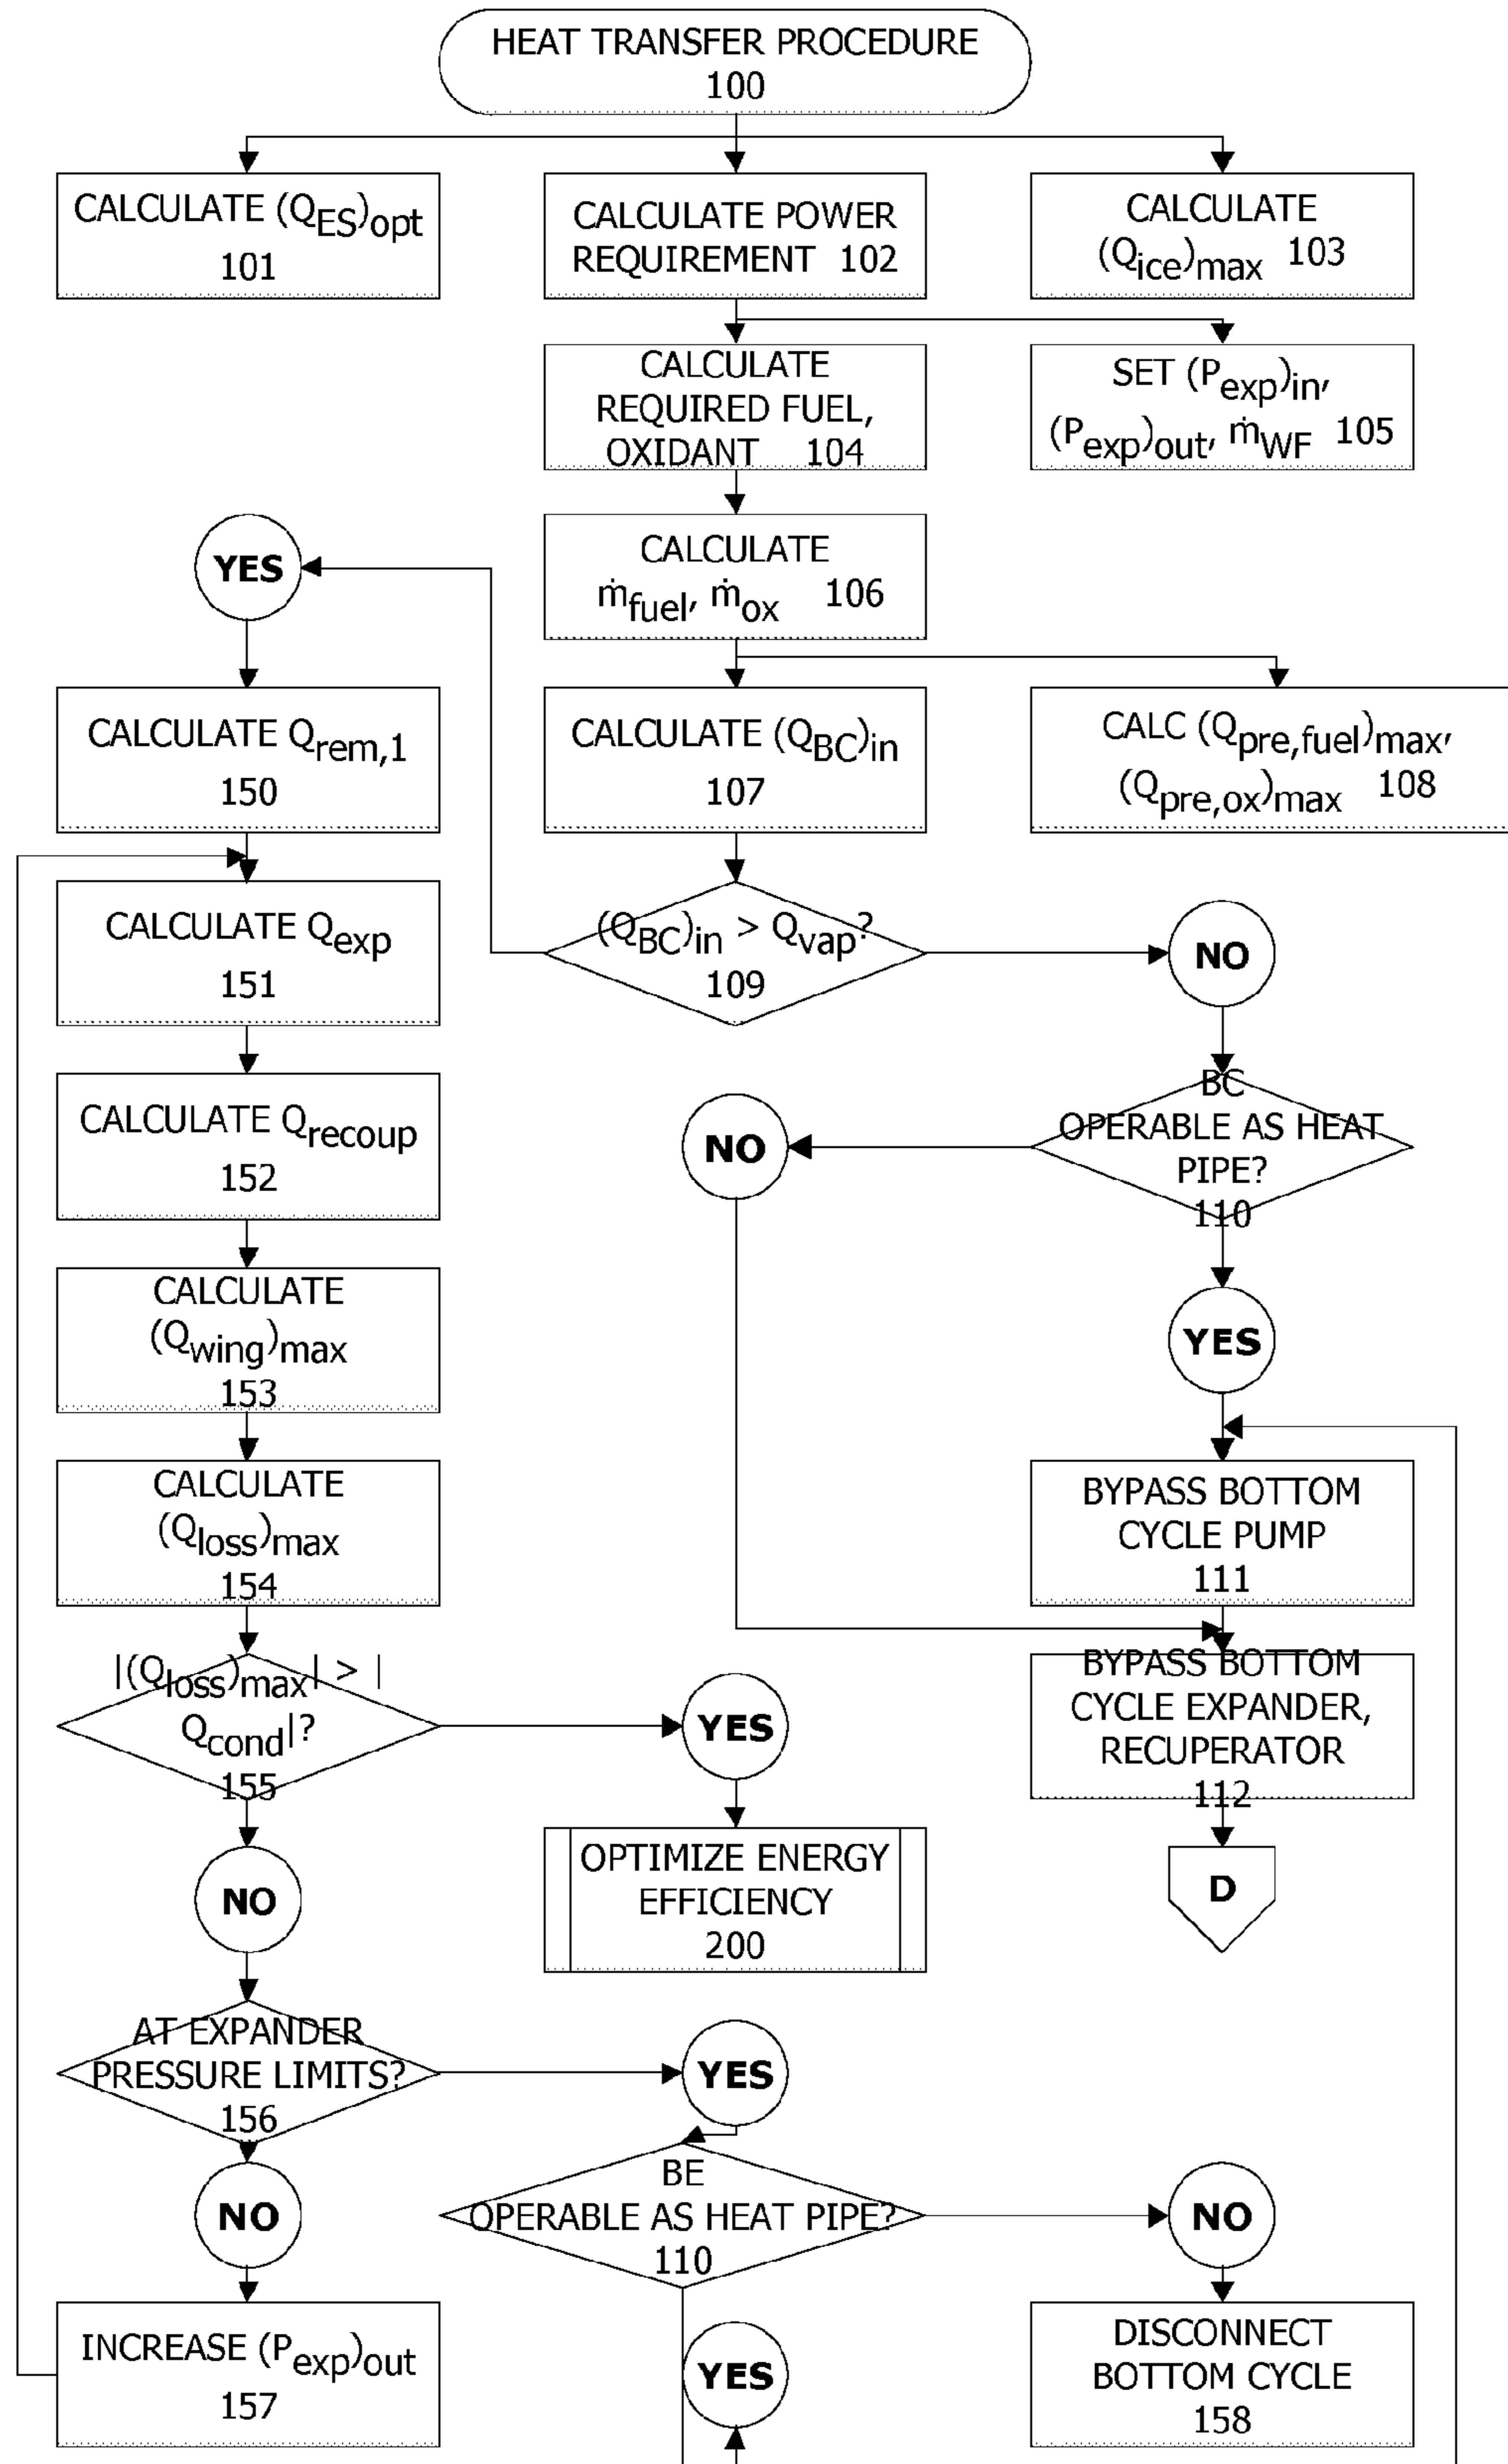 HEAT TRANSFER PROCEDURE
100
CALCULATE (QES)opt
101
CALCULATE POWER
REQUIREMENT 102
CALCULATE
(Qice)max 103
CALCULATE
REQUIRED FUEL,
OXIDANT 104
SET (Pexp)in,
(Pexp)out, ṁWF 105
YES
CALCULATE
ṁfuel, ṁox 106
CALCULATE Qrem,1
150
CALCULATE (QBC)in
107
CALC (Qpre,fuel)max,
(Qpre,ox)max 108
CALCULATE Qexp
151
(QBC)in > Qvap?
109
NO
CALCULATE Qrecoup
152
NO
BC
OPERABLE AS HEAT
PIPE?
110
CALCULATE
(Qwing)max
153
YES
CALCULATE
(Qloss)max
154
BYPASS BOTTOM
CYCLE PUMP
111
|(Qloss)max| > |
Qcond|?
155
YES
BYPASS BOTTOM
CYCLE EXPANDER,
RECUPERATOR
112
NO
OPTIMIZE ENERGY
EFFICIENCY
200
D
AT EXPANDER
PRESSURE LIMITS?
156
YES
NO
BE
OPERABLE AS HEAT PIPE?
110
NO
INCREASE (Pexp)out
157
YES
DISCONNECT
BOTTOM CYCLE
158